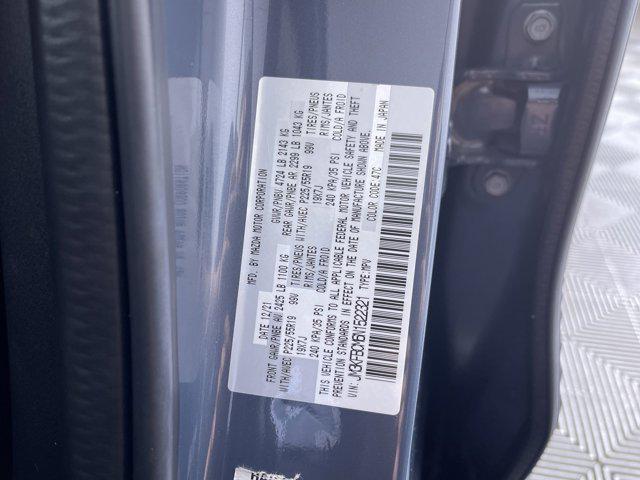 MFD. BY MAZDA MOTOR CORPORATION
DATE 12/21 GVWR/PNBV 4724 LB 2143 KG
FRONT GAWR/PNBE AV 2425 LB 1100 KG REAR GAWR/PNBE AR 2299 LB 1043 KG
WITH/AVEC P225/55R19 99V TIRES/PNEUS WITH/AVEC P225/55R19 99V TIRES/PNEUS
19X7J RIMS/JANTES 19X7J RIMS/JANTES
240 KPA/35 PSI COLD/A FROID 240 KPA/35 PSI COLD/A FROID
THIS VEHICLE CONFORMS TO ALL APPLICABLE FEDERAL MOTOR VEHICLE SAFETY AND THEFT
PREVENTION STANDARDS IN EFFECT ON THE DATE OF MANUFACTURE SHOWN ABOVE.
VIN: JM3KFBCM6N1522321 TYPE:MPV COLOR CODE:47C MADE IN JAPAN